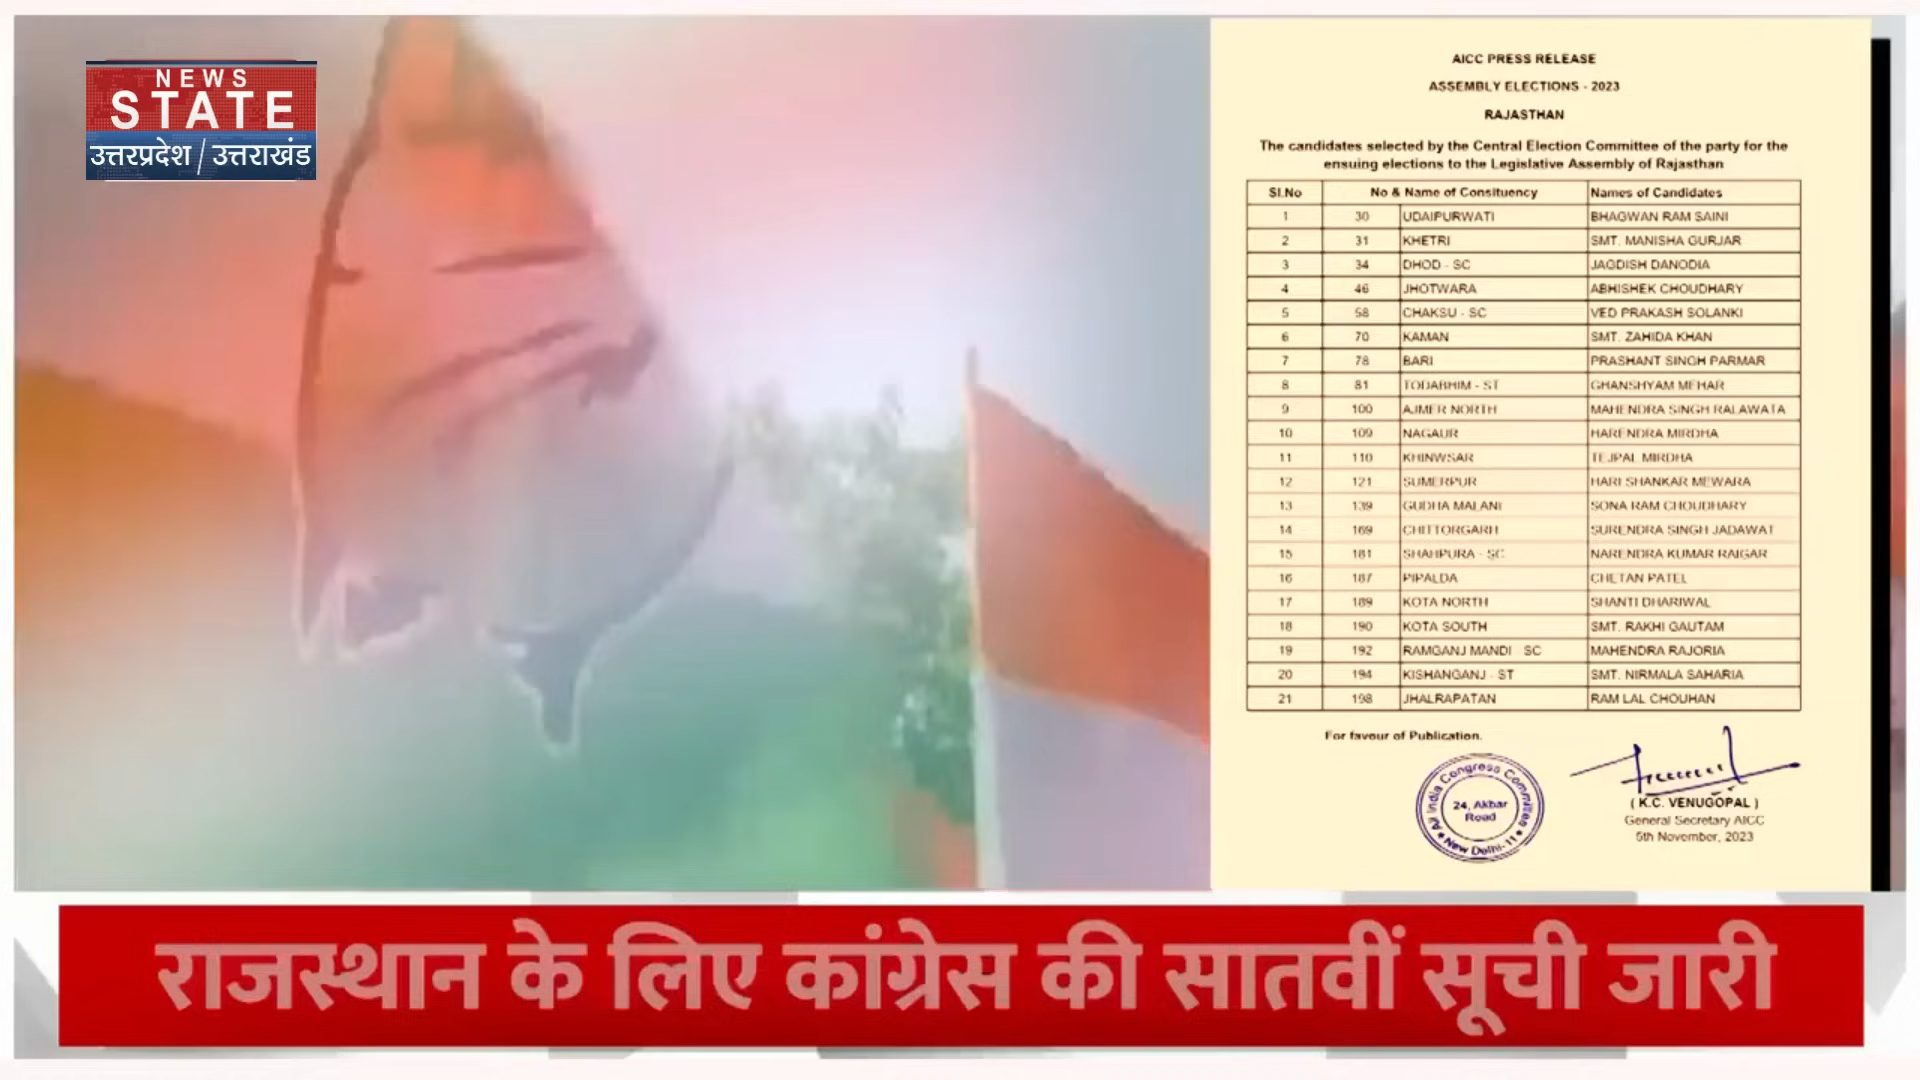 NEWS
STATE
उत्तरप्रदेश / उत्तराखंड
AICC PRESS RELEASE
ASSEMBLY ELECTIONS - 2023
RAJASTHAN
The candidates selected by the Central Election Committee of the party for the
ensuing elections to the Legislative Assembly of Rajasthan
Sl.No No & Name of Consituency Names of Candidates
1 30 UDAIPURWATI BHAGWAN RAM SAINI
2 31 KHETRI SMT. MANISHA GURJAR
3 34 DHOD - SC JAGDISH DANODIA
4 46 JHOTWARA ABHISHEK CHOUDHARY
5 58 CHAKSU - SC VED PRAKASH SOLANKI
6 70 KAMAN SMT. ZAHIDA KHAN
7 78 BARI PRASHANT SINGH PARMAR
8 81 TODABHIM - ST GHANSHYAM MEHAR
9 100 AJMER NORTH MAHENDRA SINGH RALAWATA
10 109 NAGAUR HARENDRA MIRDHA
11 110 KHINWSAR TEJPAL MIRDHA
12 121 SUMERPUR HARI SHANKAR MEWARA
13 139 GUDHA MALANI SONA RAM CHOUDHARY
14 169 CHITTORGARH SURENDRA SINGH JADAWAT
15 181 SHAHPURA - SC NARENDRA KUMAR RAIGAR
16 187 PIPALDA CHETAN PATEL
17 189 KOTA NORTH SHANTI DHARIWAL
18 190 KOTA SOUTH SMT. RAKHI GAUTAM
19 192 RAMGANJ MANDI - SC MAHENDRA RAJORIA
20 194 KISHANGANJ - ST SMT. NIRMALA SAHARIA
21 198 JHALRAPATAN RAM LAL CHOUHAN
For favour of Publication.
All India Congress Committee
24, Akbar
Road
New Delhi-11
( K.C. VENUGOPAL )
General Secretary AICC
5th November, 2023
राजस्थान के लिए कांग्रेस की सातवीं सूची जारी